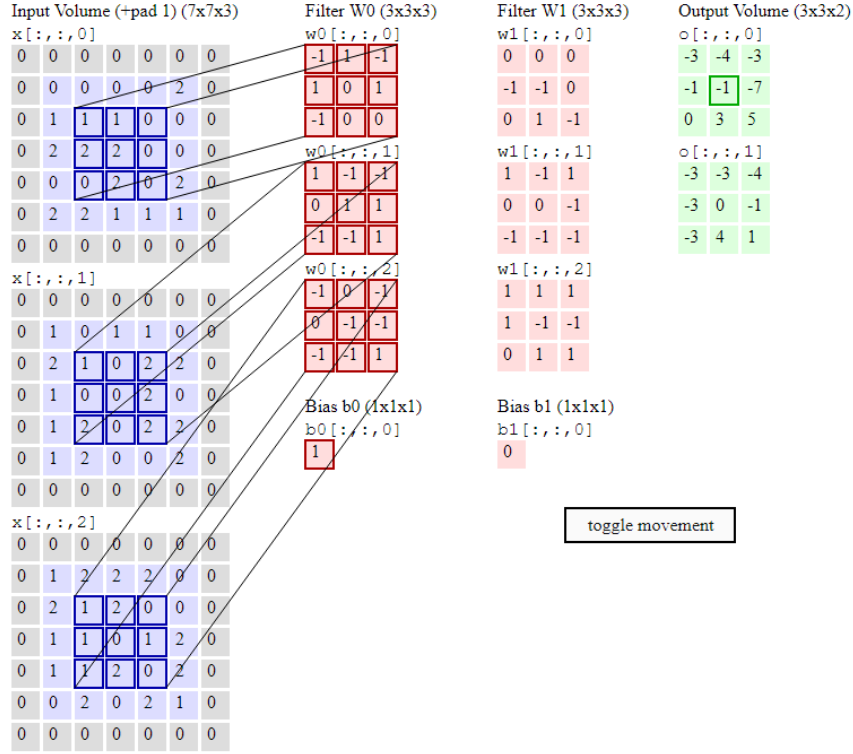 Input Volume (+pad 1) (7x7x3)
x[:,:,0]
0 0 0 0 0 0 0
0 0 0 0 0 2 0
0 1 1 1 0 0 0
0 2 2 2 0 0 0
0 0 0 2 0 2 0
0 2 2 1 1 1 0
0 0 0 0 0 0 0
x[:,:,1]
0 0 0 0 0 0 0
0 1 0 1 1 0 0
0 2 1 0 2 2 0
0 1 0 0 2 0 0
0 1 2 0 2 2 0
0 1 2 0 0 2 0
0 0 0 0 0 0 0
x[:,:,2]
0 0 0 0 0 0 0
0 1 2 2 2 0 0
0 2 1 2 0 0 0
0 1 1 0 1 2 0
0 1 1 2 0 2 0
0 0 2 0 2 1 0
0 0 0 0 0 0 0
Filter W0 (3x3x3)
w0[:,:,0]
-1 1 -1
1 0 1
-1 0 0
w0[:,:,1]
1 -1 -1
0 1 1
-1 -1 1
w0[:,:,2]
-1 0 -1
0 -1 -1
-1 -1 1
Bias b0 (1x1x1)
b0[:,:,0]
1
Filter W1 (3x3x3)
w1[:,:,0]
0 0 0
-1 -1 0
0 1 -1
w1[:,:,1]
1 -1 1
0 0 -1
-1 -1 -1
w1[:,:,2]
1 1 1
1 -1 -1
0 1 1
Bias b1 (1x1x1)
b1[:,:,0]
0
Output Volume (3x3x2)
o[:,:,0]
-3 -4 -3
-1 -1 -7
0 3 5
o[:,:,1]
-3 -3 -4
-3 0 -1
-3 4 1
toggle movement